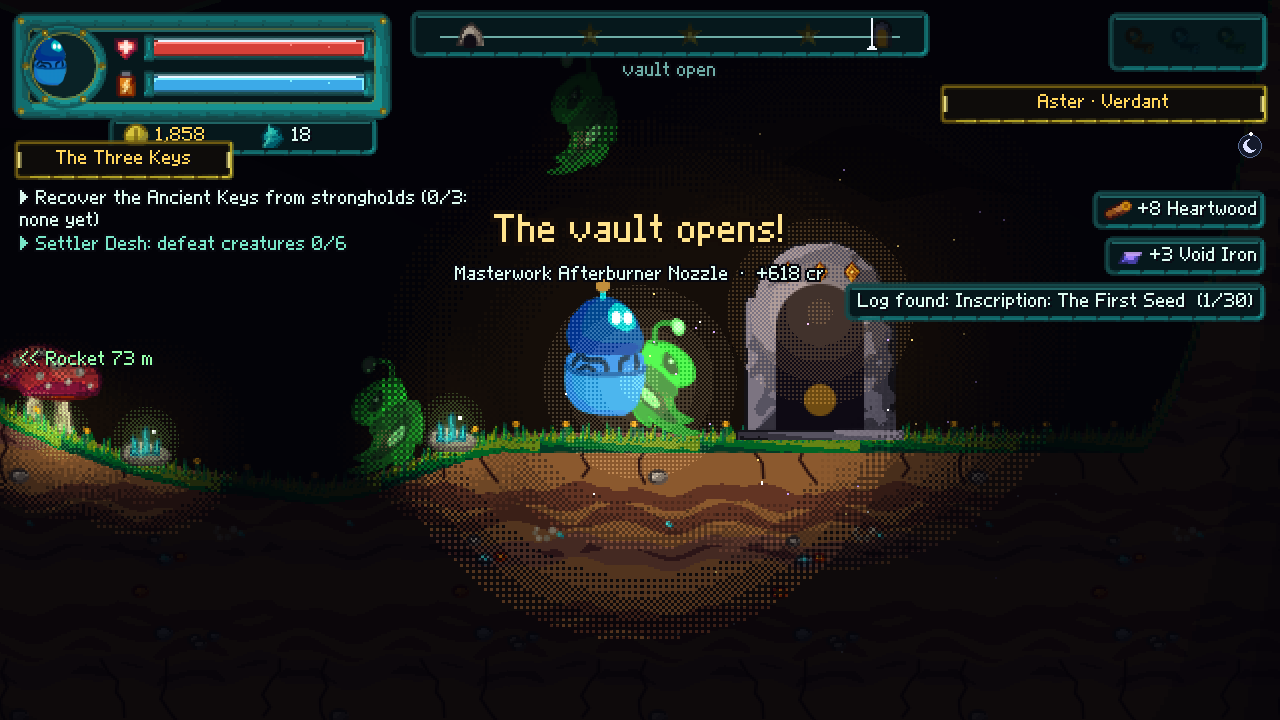 1,858
18
vault open
Aster · Verdant
The Three Keys
Recover the Ancient Keys from strongholds (0/3:
none yet)
Settler Desh: defeat creatures 0/6
+8 Heartwood
The vault opens!
+3 Void Iron
Masterwork Afterburner Nozzle · +618 cr
Log found: Inscription: The First Seed (1/30)
<< Rocket 73 m